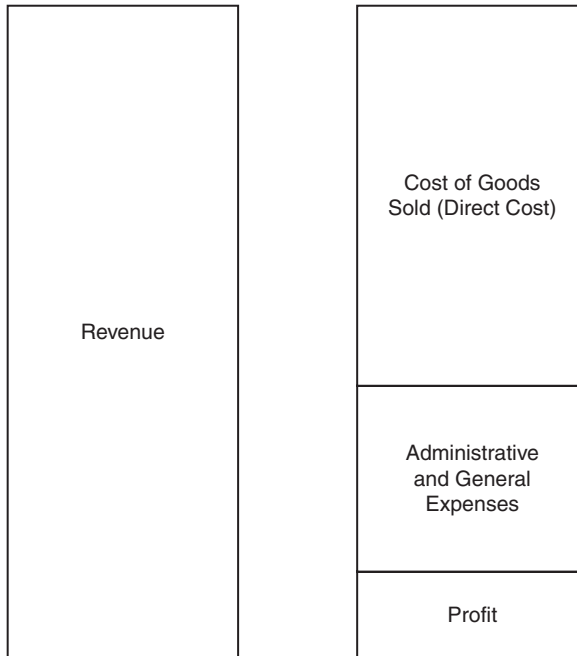 Revenue
Cost of Goods
Sold (Direct Cost)
Administrative
and General
Expenses
Profit